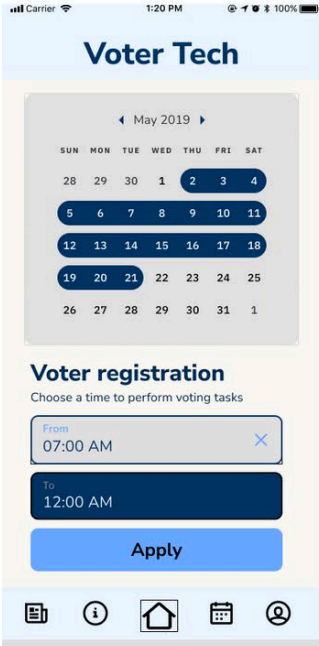 Carrier 1:20 PM 100%
Voter Tech
May 2019
SUN MON TUE WED THU FRI SAT
28 29 30 1 2 3 4
5 6 7 8 9 10 11
12 13 14 15 16 17 18
19 20 21 22 23 24 25
26 27 28 29 30 31 1
Voter registration
Choose a time to perform voting tasks
From
07:00 AM
To
12:00 AM
Apply